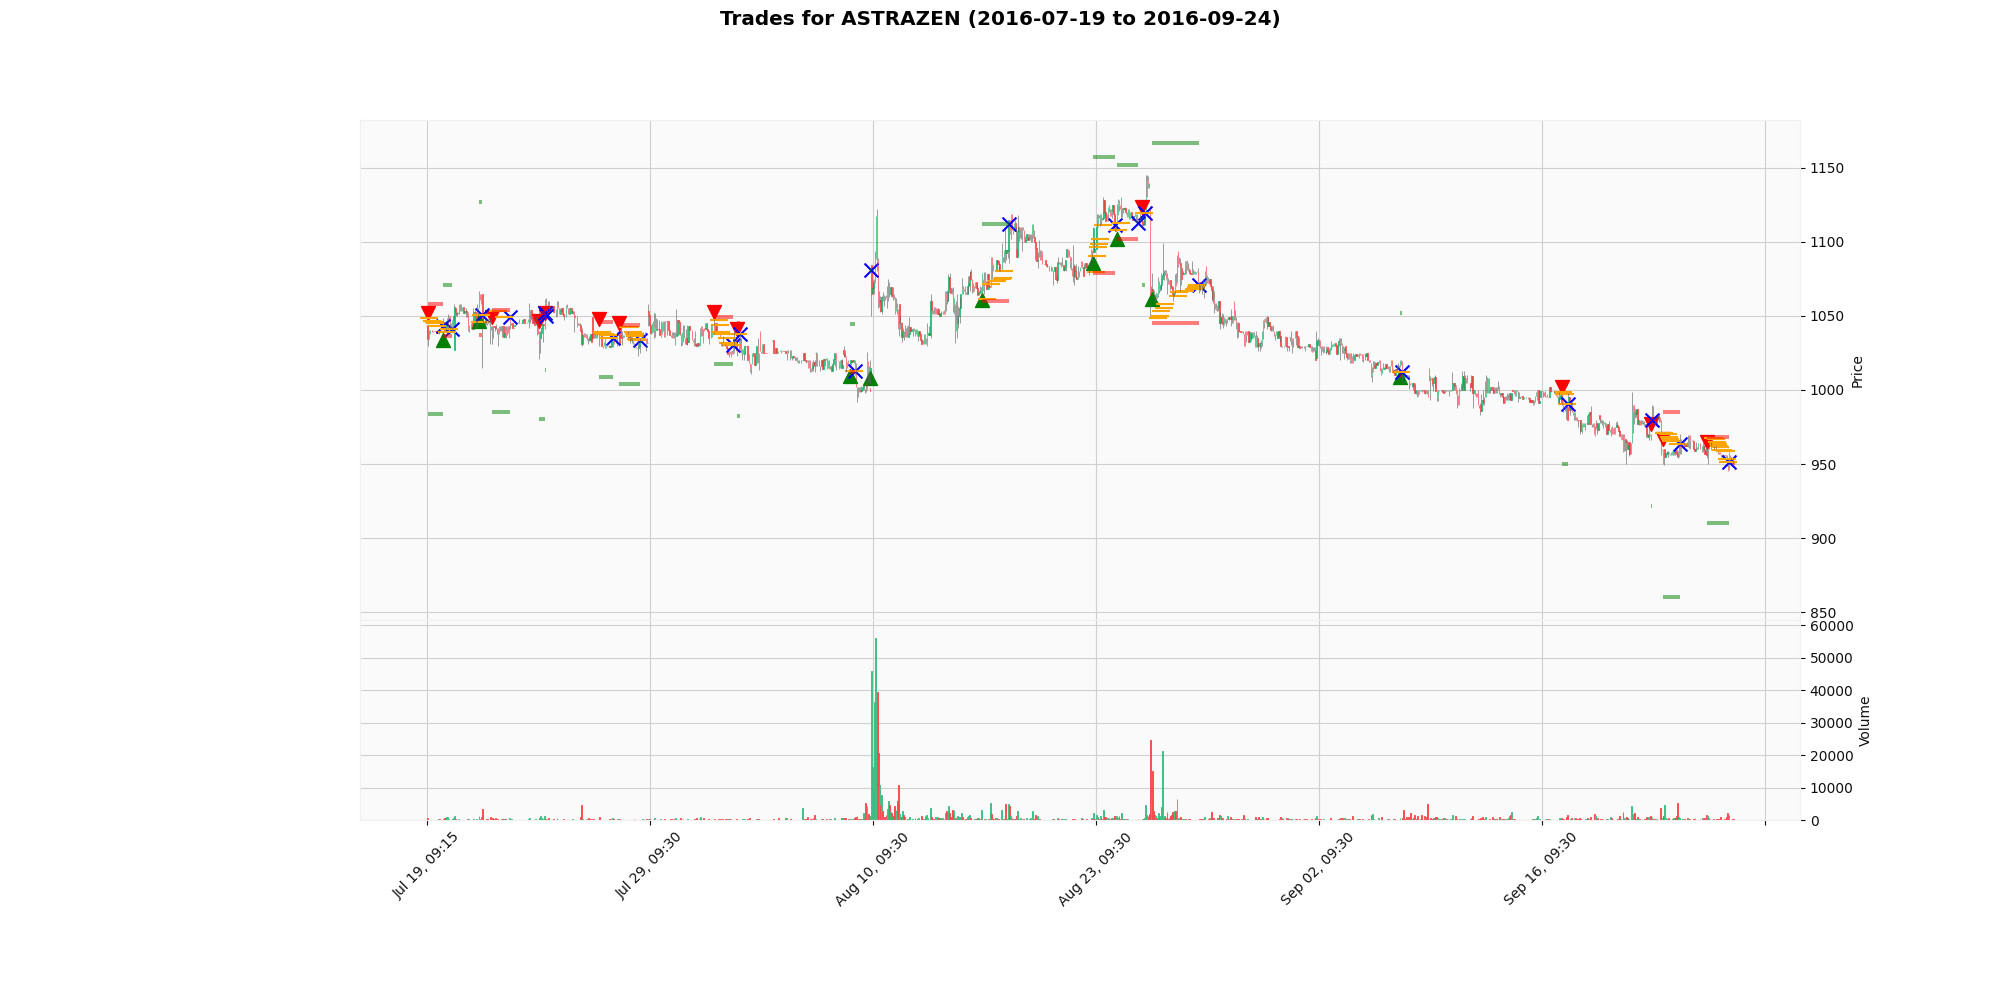 Trades for ASTRAZEN (2016-07-19 to 2016-09-24)
1150
1100
1050
1000
950
900
850
Price
60000
50000
40000
30000
20000
10000
0
Volume
Jul 19, 09:15
Jul 29, 09:30
Aug 10, 09:30
Aug 23, 09:30
Sep 02, 09:30
Sep 16, 09:30